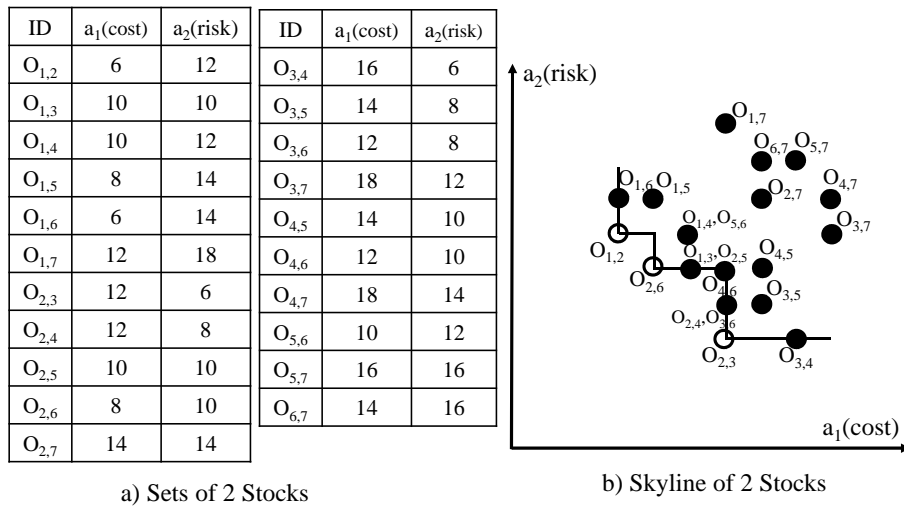 ID a1(cost) a2(risk)
O1,2 6 12
O1,3 10 10
O1,4 10 12
O1,5 8 14
O1,6 6 14
O1,7 12 18
O2,3 12 6
O2,4 12 8
O2,5 10 10
O2,6 8 10
O2,7 14 14
ID a1(cost) a2(risk)
O3,4 16 6
O3,5 14 8
O3,6 12 8
O3,7 18 12
O4,5 14 10
O4,6 12 10
O4,7 18 14
O5,6 10 12
O5,7 16 16
O6,7 14 16
a) Sets of 2 Stocks
a2(risk)
O1,7
O6,7 O5,7
O1,6 O1,5 O2,7 O4,7
O1,4,O5,6 O3,7
O1,2 O1,3,O2,5 O4,5
O2,6 O4,6
O3,5
O2,4,O3,6
O2,3 O3,4
a1(cost)
b) Skyline of 2 Stocks